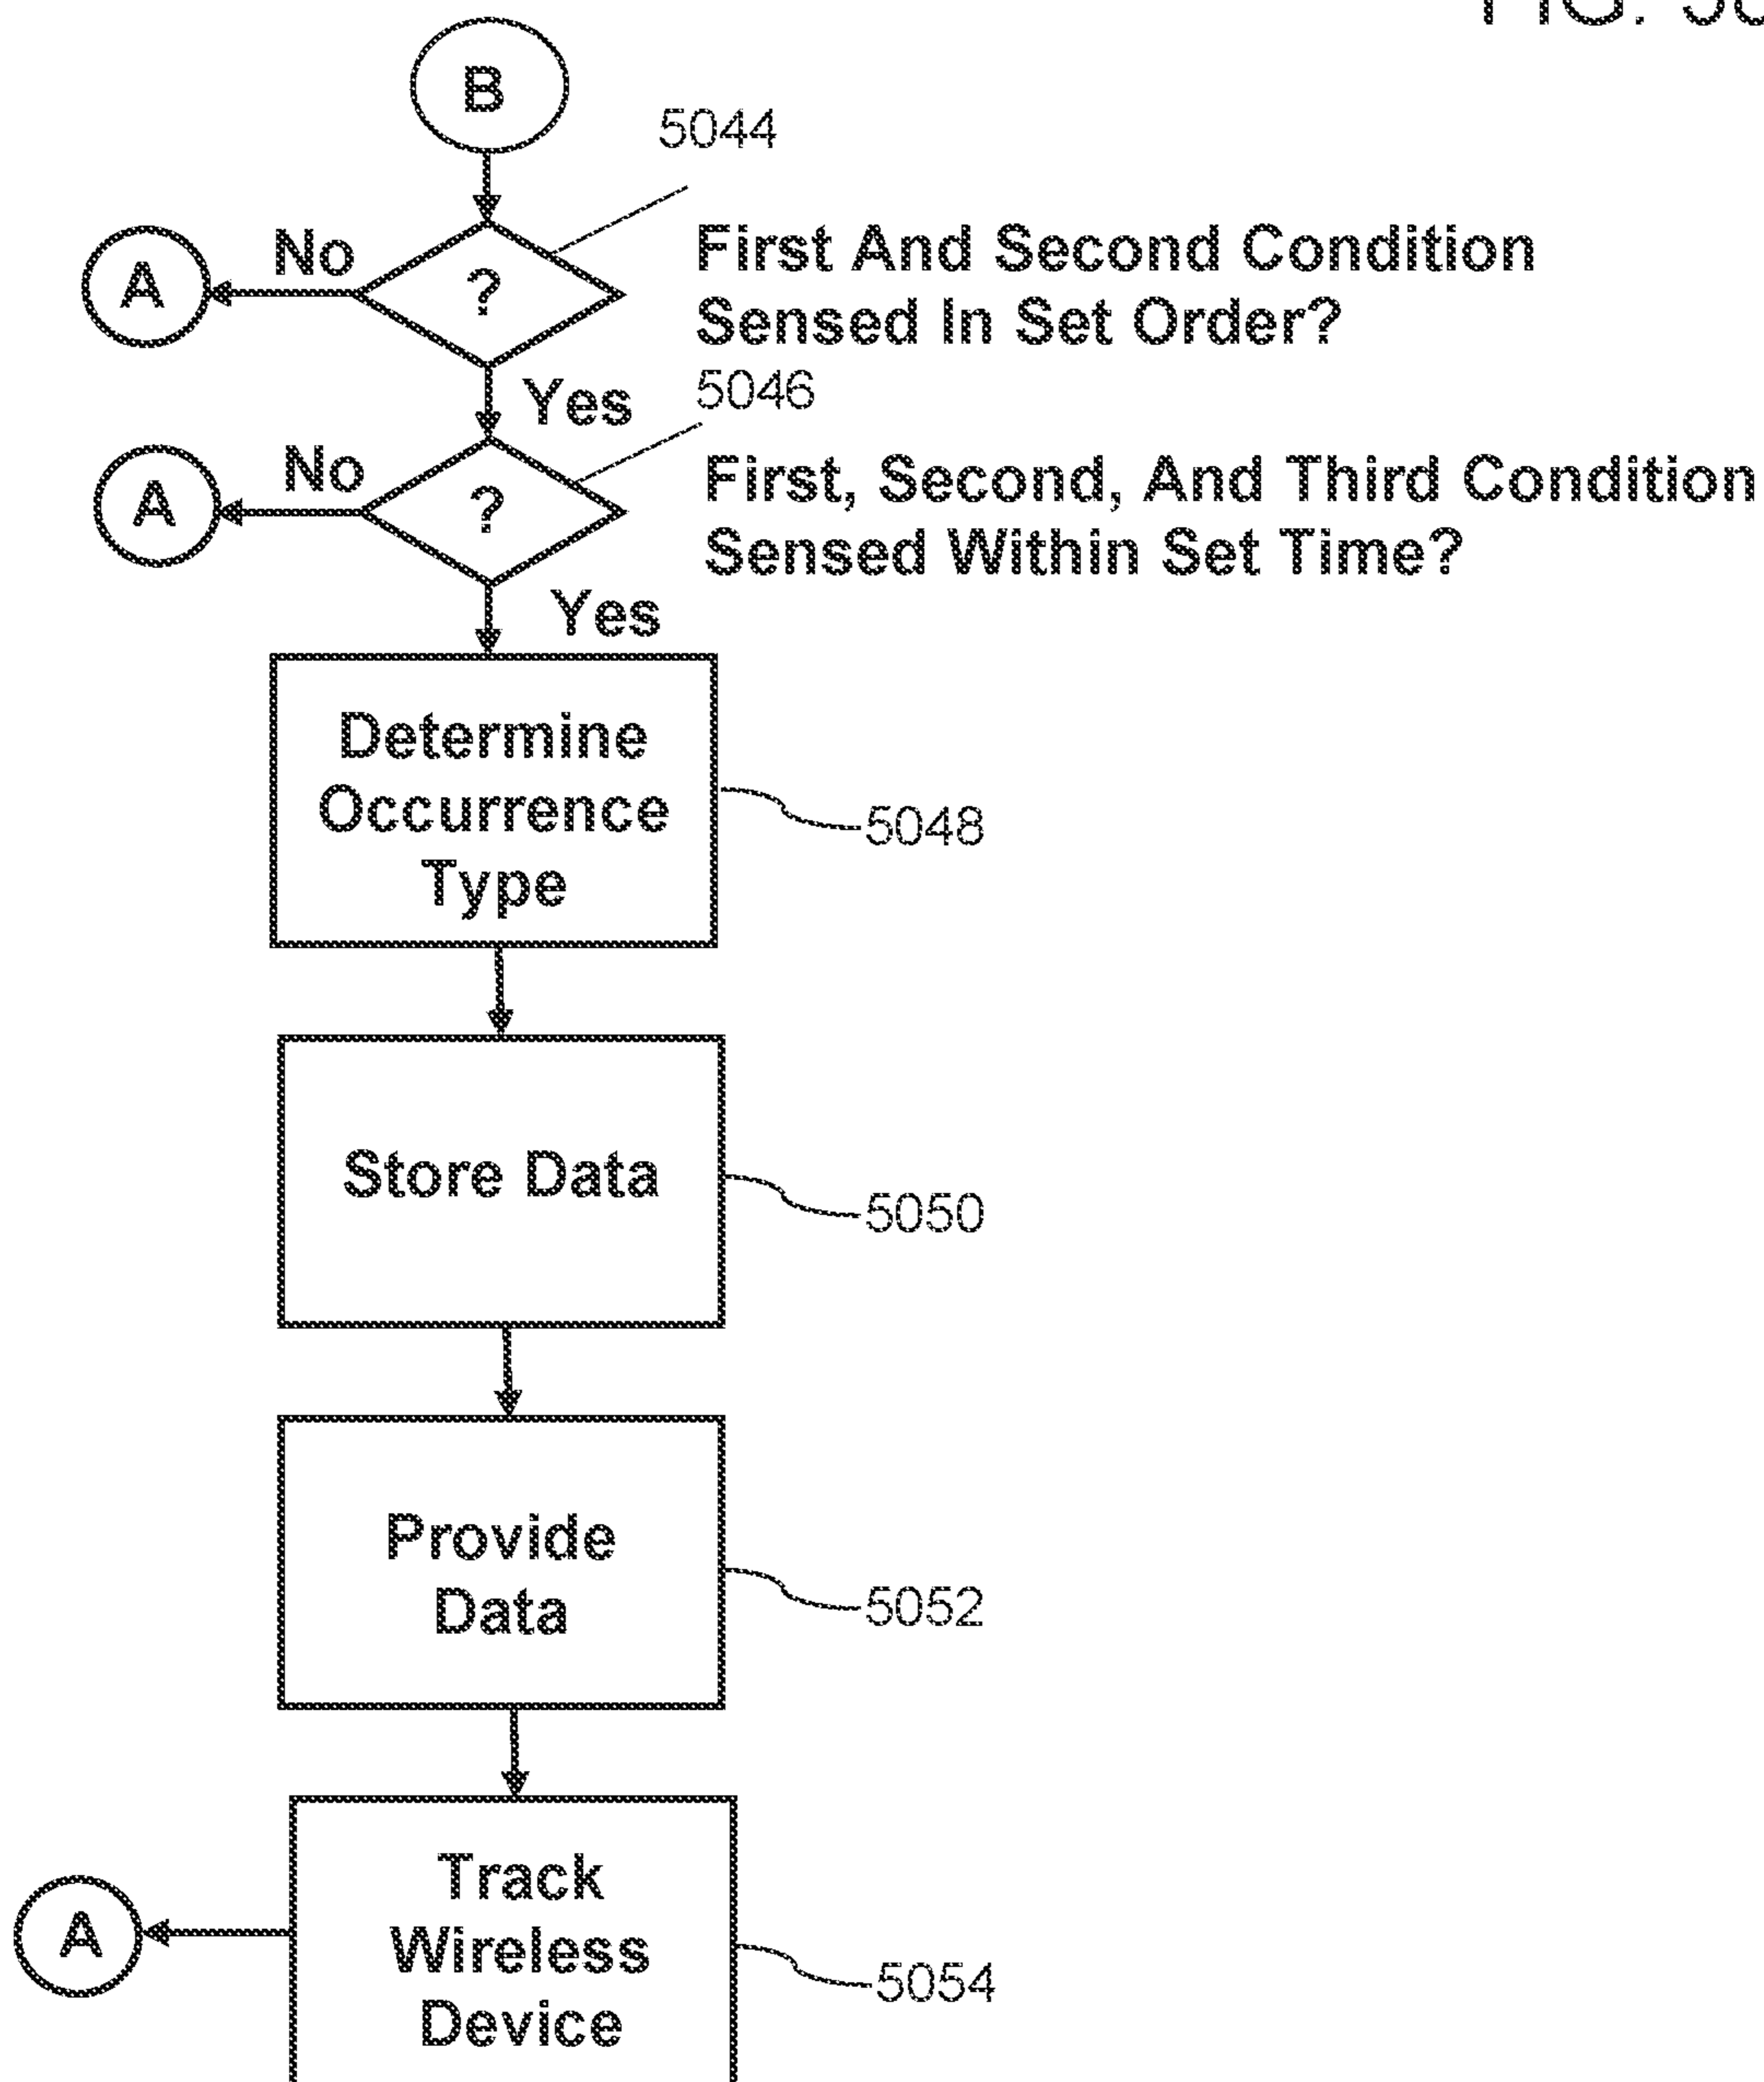 FIG.
B
5044
No
A
?
First And Second Condition
Sensed In Set Order?
Yes
5046
No
A
?
First, Second, And Third Condition
Sensed Within Set Time?
Yes
Determine
Occurrence
Type
5048
Store Data
5050
Provide
Data
5052
Track
Wireless
Device
A
5054